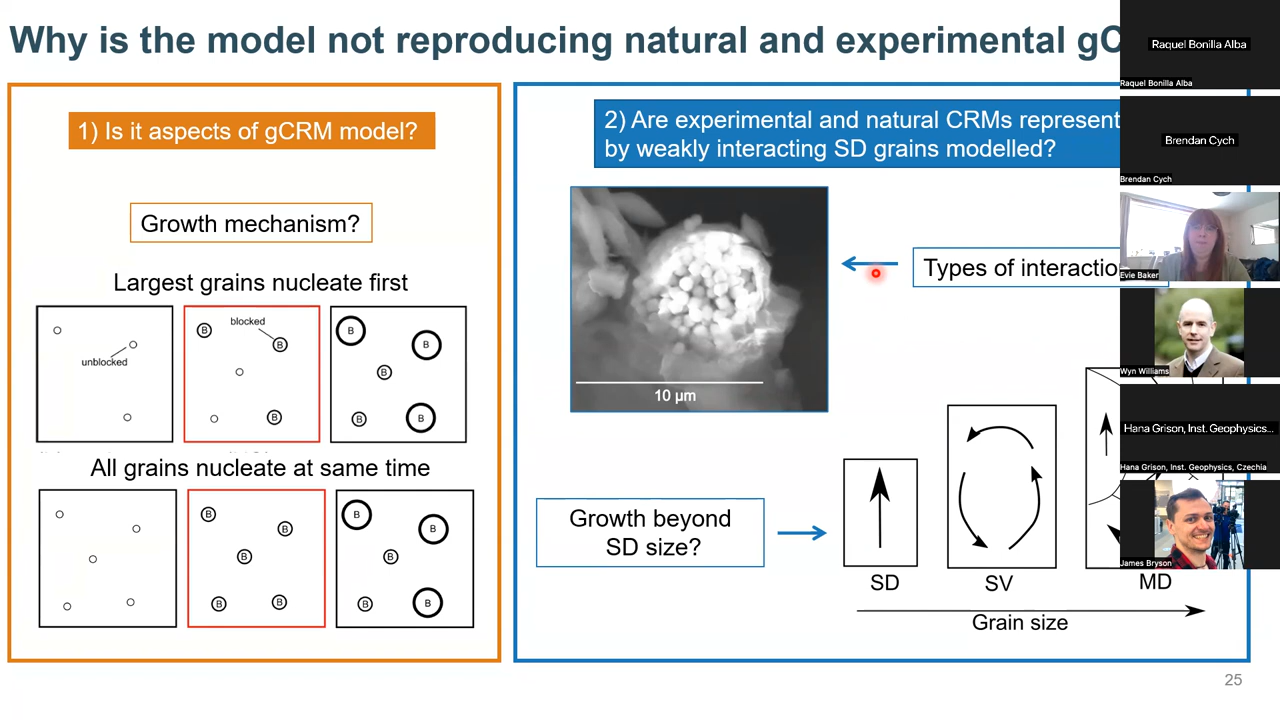 Why is the model not reproducing natural and experimental gC
1) Is it aspects of gCRM model?
Growth mechanism?
Largest grains nucleate first
unblocked
blocked
B
B
B
B
B
B
B
B
All grains nucleate at same time
B
B
B
B
B
B
B
B
B
B
2) Are experimental and natural CRMs represent
by weakly interacting SD grains modelled?
10 µm
Types of interactio
Growth beyond
SD size?
SD
SV
MD
Grain size
25
Raquel Bonilla Alba
Raquel Bonilla Alba
Brendan Cych
Brendan Cych
Evie Baker
Wyn Williams
Hana Grison, Inst. Geophysics...
Hana Grison, Inst. Geophysics, Czechia
James Bryson